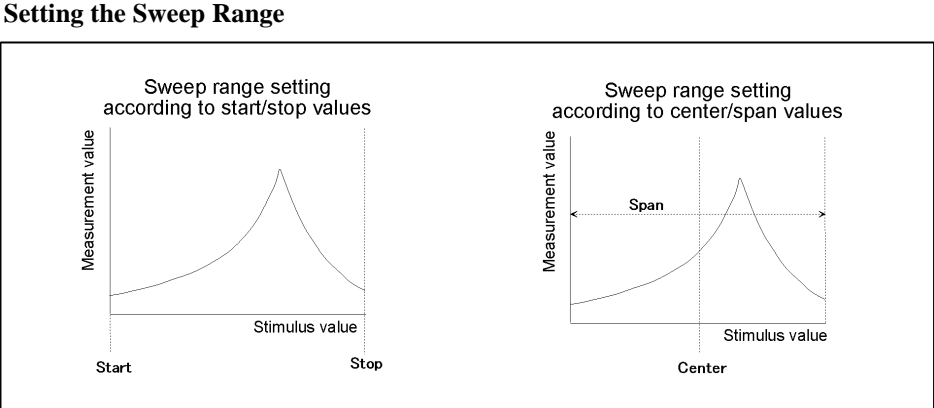 Setting the Sweep Range
Sweep range setting
according to start/stop values
Measurement value
Stimulus value
Start
Stop
Sweep range setting
according to center/span values
Measurement value
Span
Stimulus value
Center